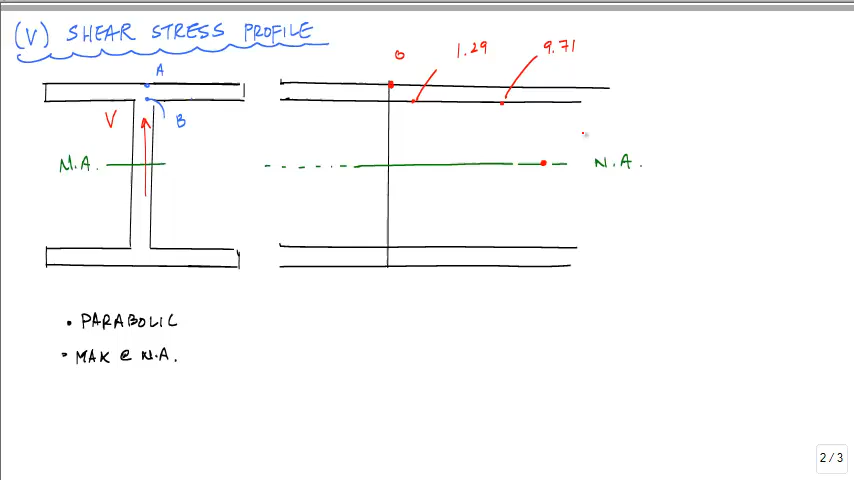 (V) SHEAR STRESS PROFILE
0 1.29 9.71
A
V B
N.A. N.A.
• PARABOLIC
• MAX @ N.A.
2 / 3